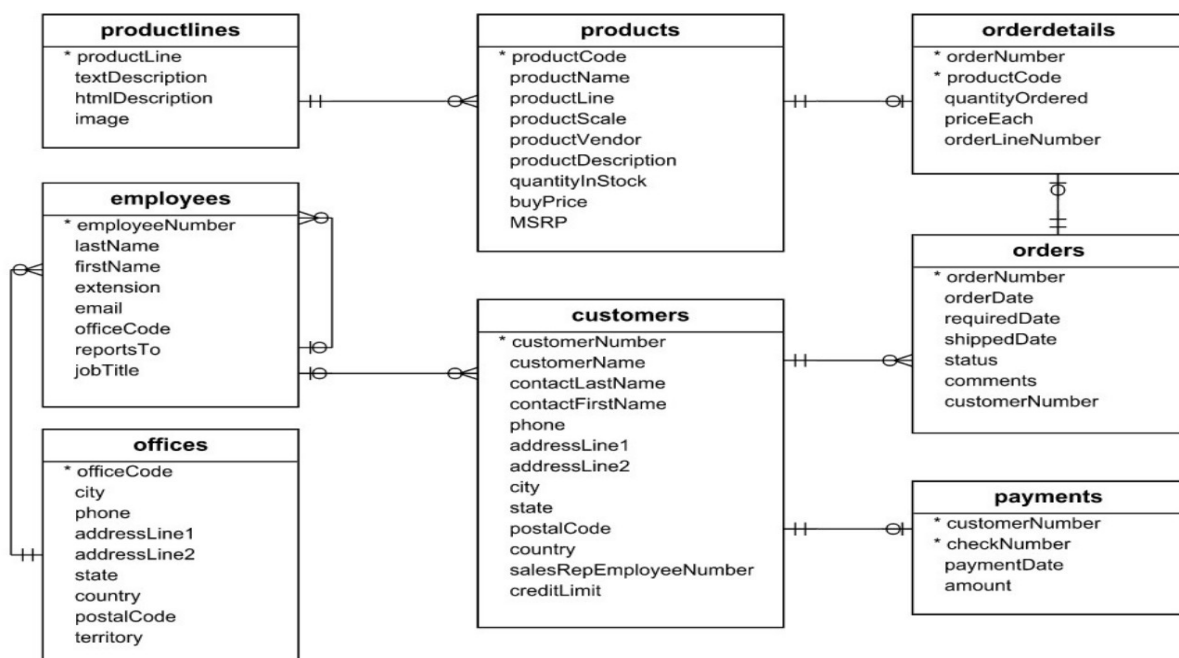 productlines
* productLine
textDescription
htmlDescription
image
products
* productCode
productName
productLine
productScale
productVendor
productDescription
quantityInStock
buyPrice
MSRP
orderdetails
* orderNumber
* productCode
quantityOrdered
priceEach
orderLineNumber
employees
* employeeNumber
lastName
firstName
extension
email
officeCode
reportsTo
jobTitle
customers
* customerNumber
customerName
contactLastName
contactFirstName
phone
addressLine1
addressLine2
city
state
postalCode
country
salesRepEmployeeNumber
creditLimit
orders
* orderNumber
orderDate
requiredDate
shippedDate
status
comments
customerNumber
offices
* officeCode
city
phone
addressLine1
addressLine2
state
country
postalCode
territory
payments
* customerNumber
* checkNumber
paymentDate
amount